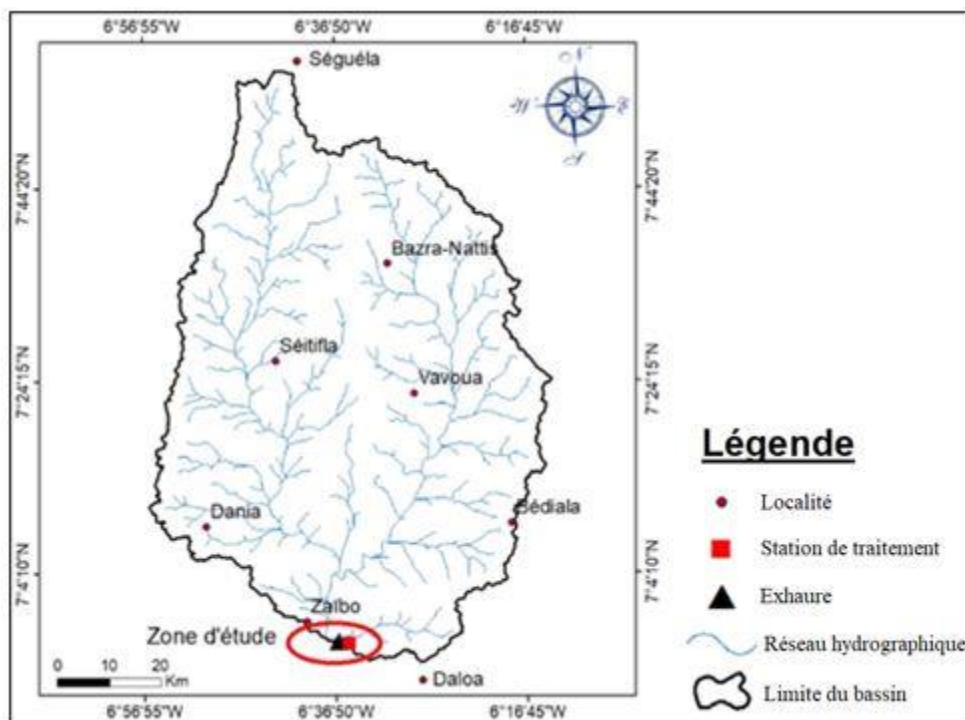 6°56'55"W 6°36'50"W 6°16'45"W
Séguéla
N
W
E
S
7°44'20"N
7°44'20"N
Bazra-Nattis
Séitifla
Vavoua
7°24'15"N
7°24'15"N
Dania
Bédiala
7°4'10"N
7°4'10"N
Zaïbo
Zone d'étude
0 10 20
Km
Daloa
6°56'55"W 6°36'50"W 6°16'45"W
Légende
Localité
Station de traitement
Exhaure
Réseau hydrographique
Limite du bassin